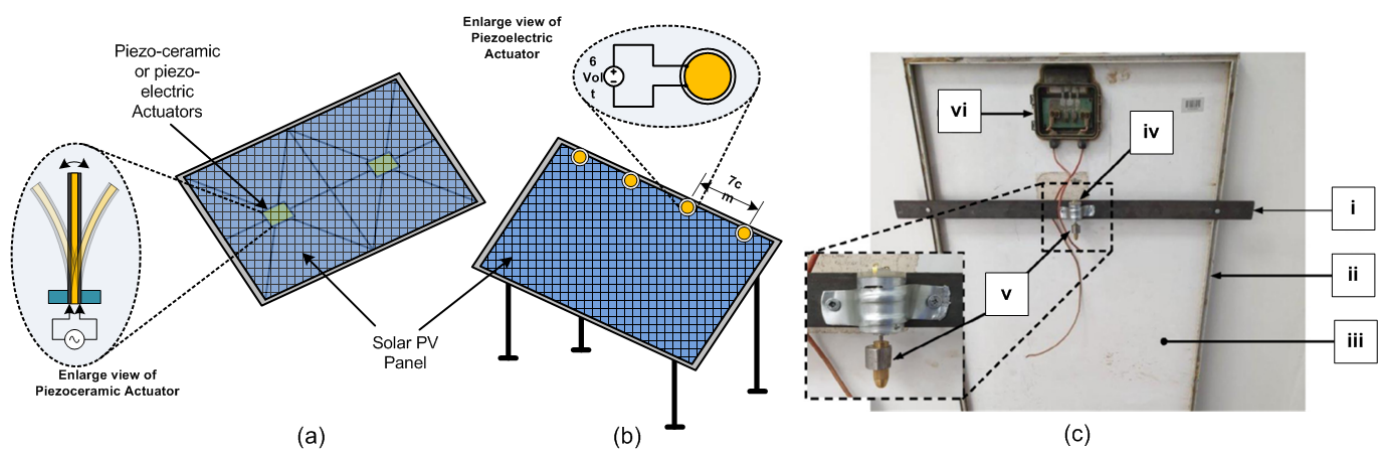 Piezo-ceramic
or piezo-
electric
Actuators
Enlarge view of
Piezoceramic Actuator
Solar PV
Panel
(a)
Enlarge view of
Piezoelectric
Actuator
6
Vol
t
7c
m
(b)
vi
iv
i
ii
v
iii
(c)